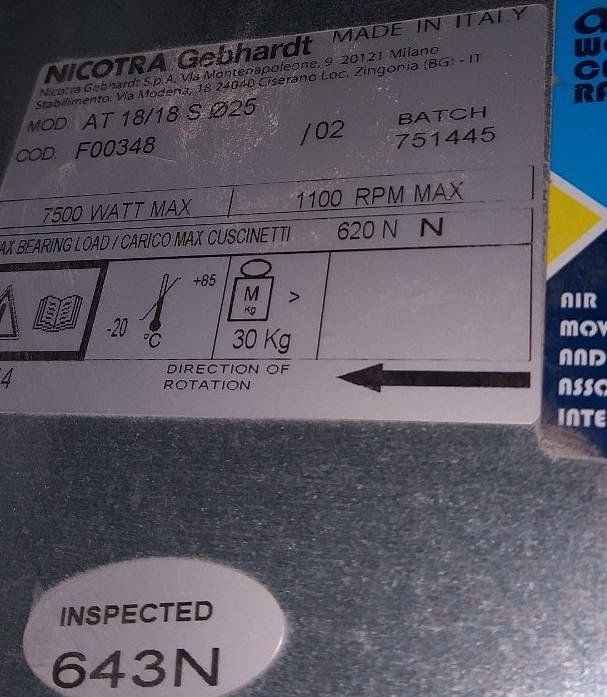 NICOTRA Gebhardt MADE IN ITALY
Nicotra Gebhardt S.p.A. Via Montenapoleone, 9 20121 Milano
Stabilimento: Via Modena, 18 24040 Ciserano Loc. Zingonia (BG) - IT
MOD. AT 18/18 S Ø25
COD. F00348 /02
BATCH
751445
7500 WATT MAX 1100 RPM MAX
AX BEARING LOAD / CARICO MAX CUSCINETTI 620 N N
-20 +85 °C
M Kg >
30 Kg
4
DIRECTION OF
ROTATION
INSPECTED
643N
AIR
MOV
AND
ASSO
INTE